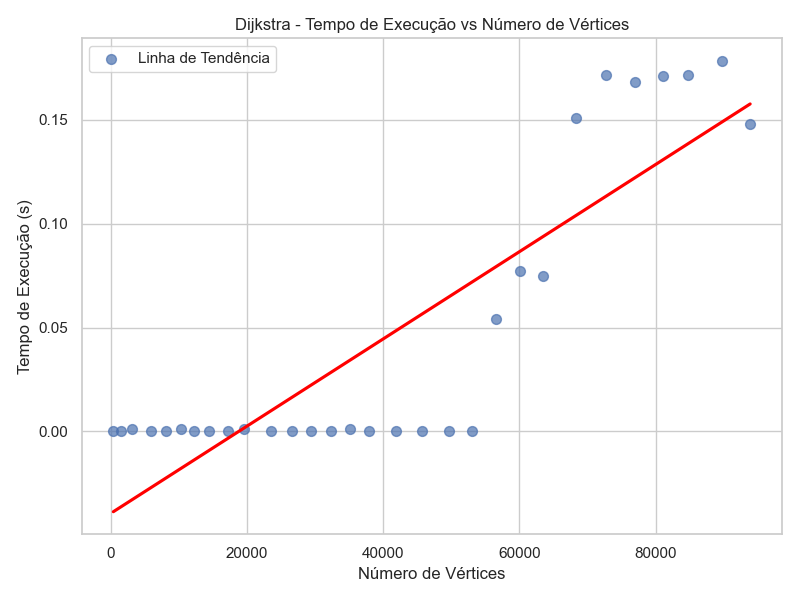 Dijkstra - Tempo de Execução vs Número de Vértices
Linha de Tendência
Tempo de Execução (s)
0.15
0.10
0.05
0.00
0 20000 40000 60000 80000
Número de Vértices